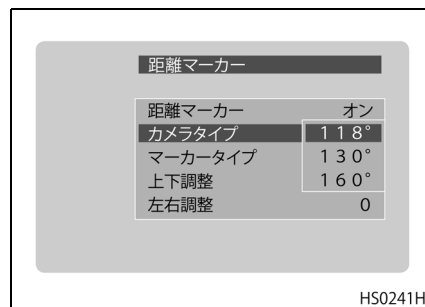 距離マーカー
距離マーカー オン
カメラタイプ 118°
マーカータイプ 130°
上下調整 160°
左右調整 0
HS0241H